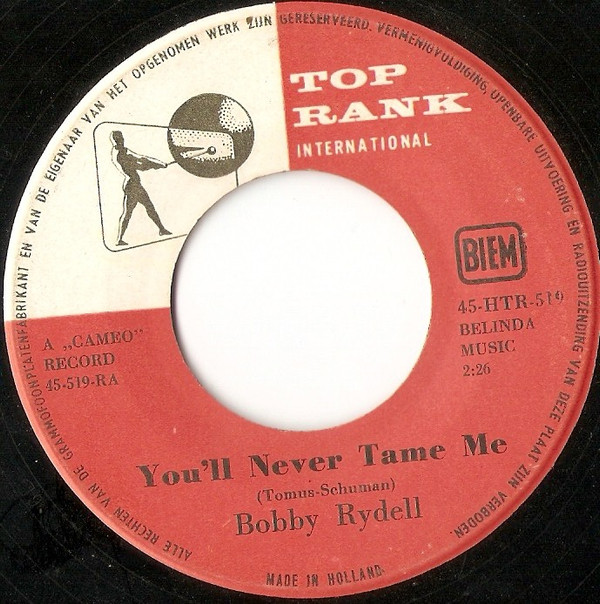 ALLE RECHTEN VAN DE GRAMMOFOONPLATENFABRIKANT EN VAN DE EIGENAAR VAN HET OPGENOMEN WERK ZIJN GERESERVEERD. VERMENIGVULDIGING, OPENBARE UITVOERING EN RADIOUITZENDING VAN DEZE PLAAT ZIJN VERBODEN
TOP
RANK
INTERNATIONAL
BIEM
45-HTR-519
BELINDA
MUSIC
2:26
A „CAMEO"
RECORD
45-519-RA
You'll Never Tame Me
(Tomus-Schuman)
Bobby Rydell
MADE IN HOLLAND